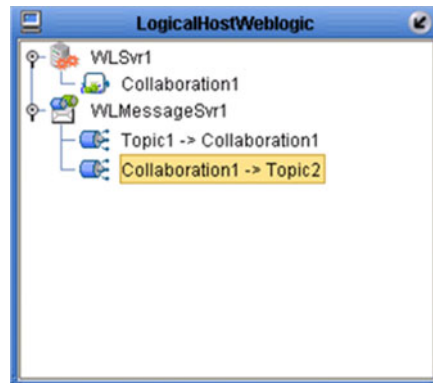 LogicalHostWeblogic
WLSvr1
Collaboration1
WLMessageSvr1
Topic1 -> Collaboration1
Collaboration1 -> Topic2